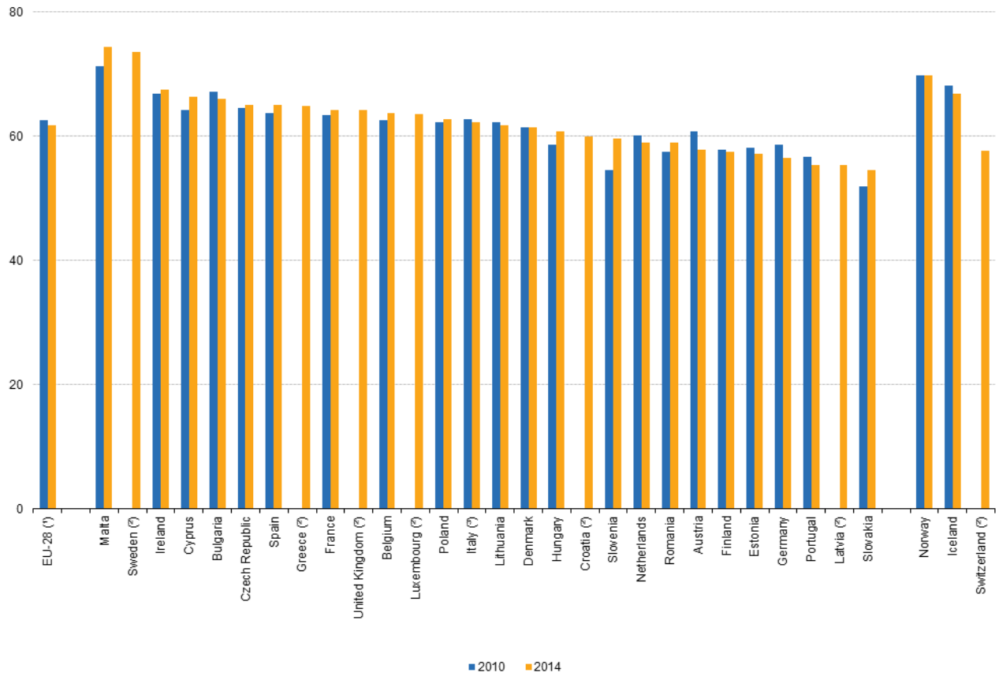 80
60
40
20
0
EU-28 (¹)
Malta
Sweden (²)
Ireland
Cyprus
Bulgaria
Czech Republic
Spain
Greece (²)
France
United Kingdom (²)
Belgium
Luxembourg (²)
Poland
Italy (³)
Lithuania
Denmark
Hungary
Croatia (²)
Slovenia
Netherlands
Romania
Austria
Finland
Estonia
Germany
Portugal
Latvia (²)
Slovakia
Norway
Iceland
Switzerland (²)
2010 2014